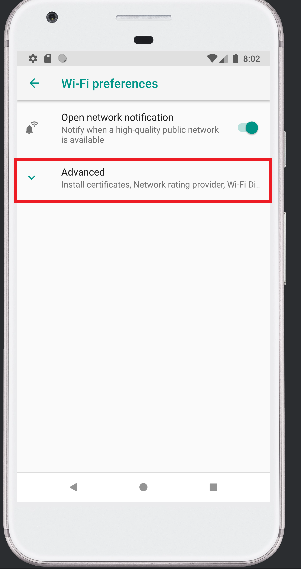 8:02
Wi-Fi preferences
Open network notification
Notify when a high-quality public network
is available
Advanced
Install certificates, Network rating provider, Wi-Fi Di...